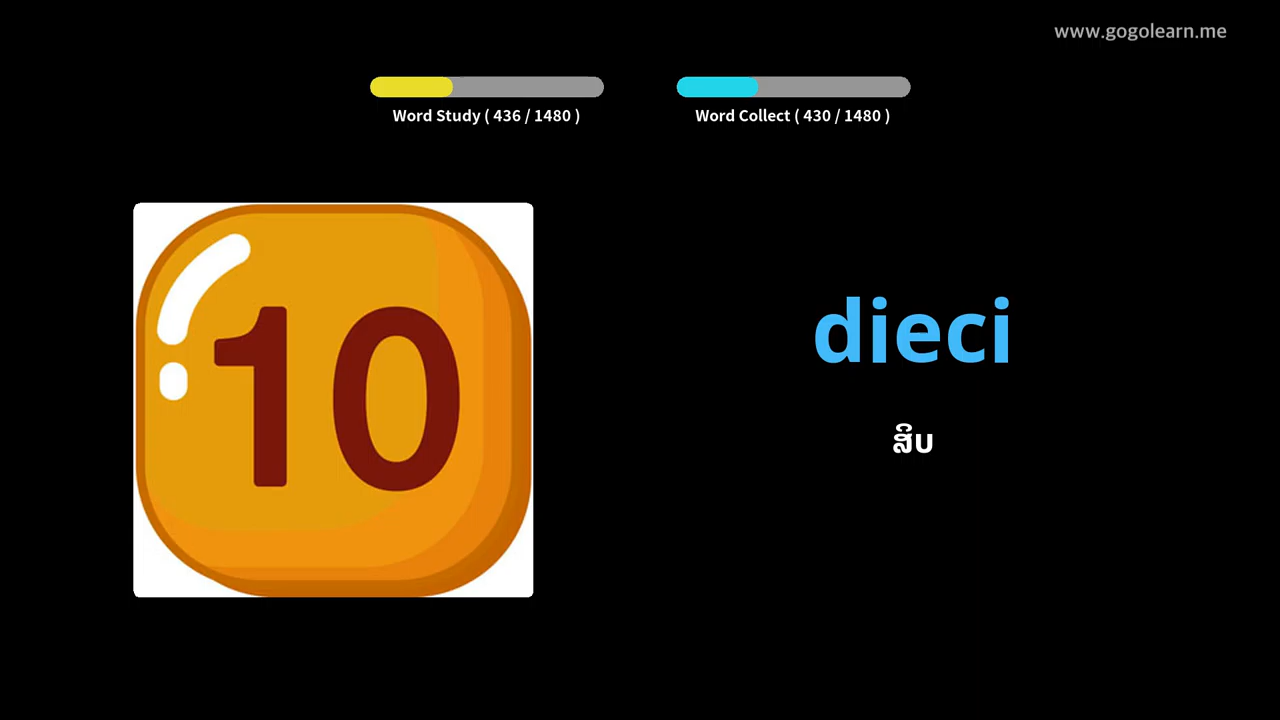 www.gogolearn.me
Word Study ( 436 / 1480 )
Word Collect ( 430 / 1480 )
10
dieci
ສິບ